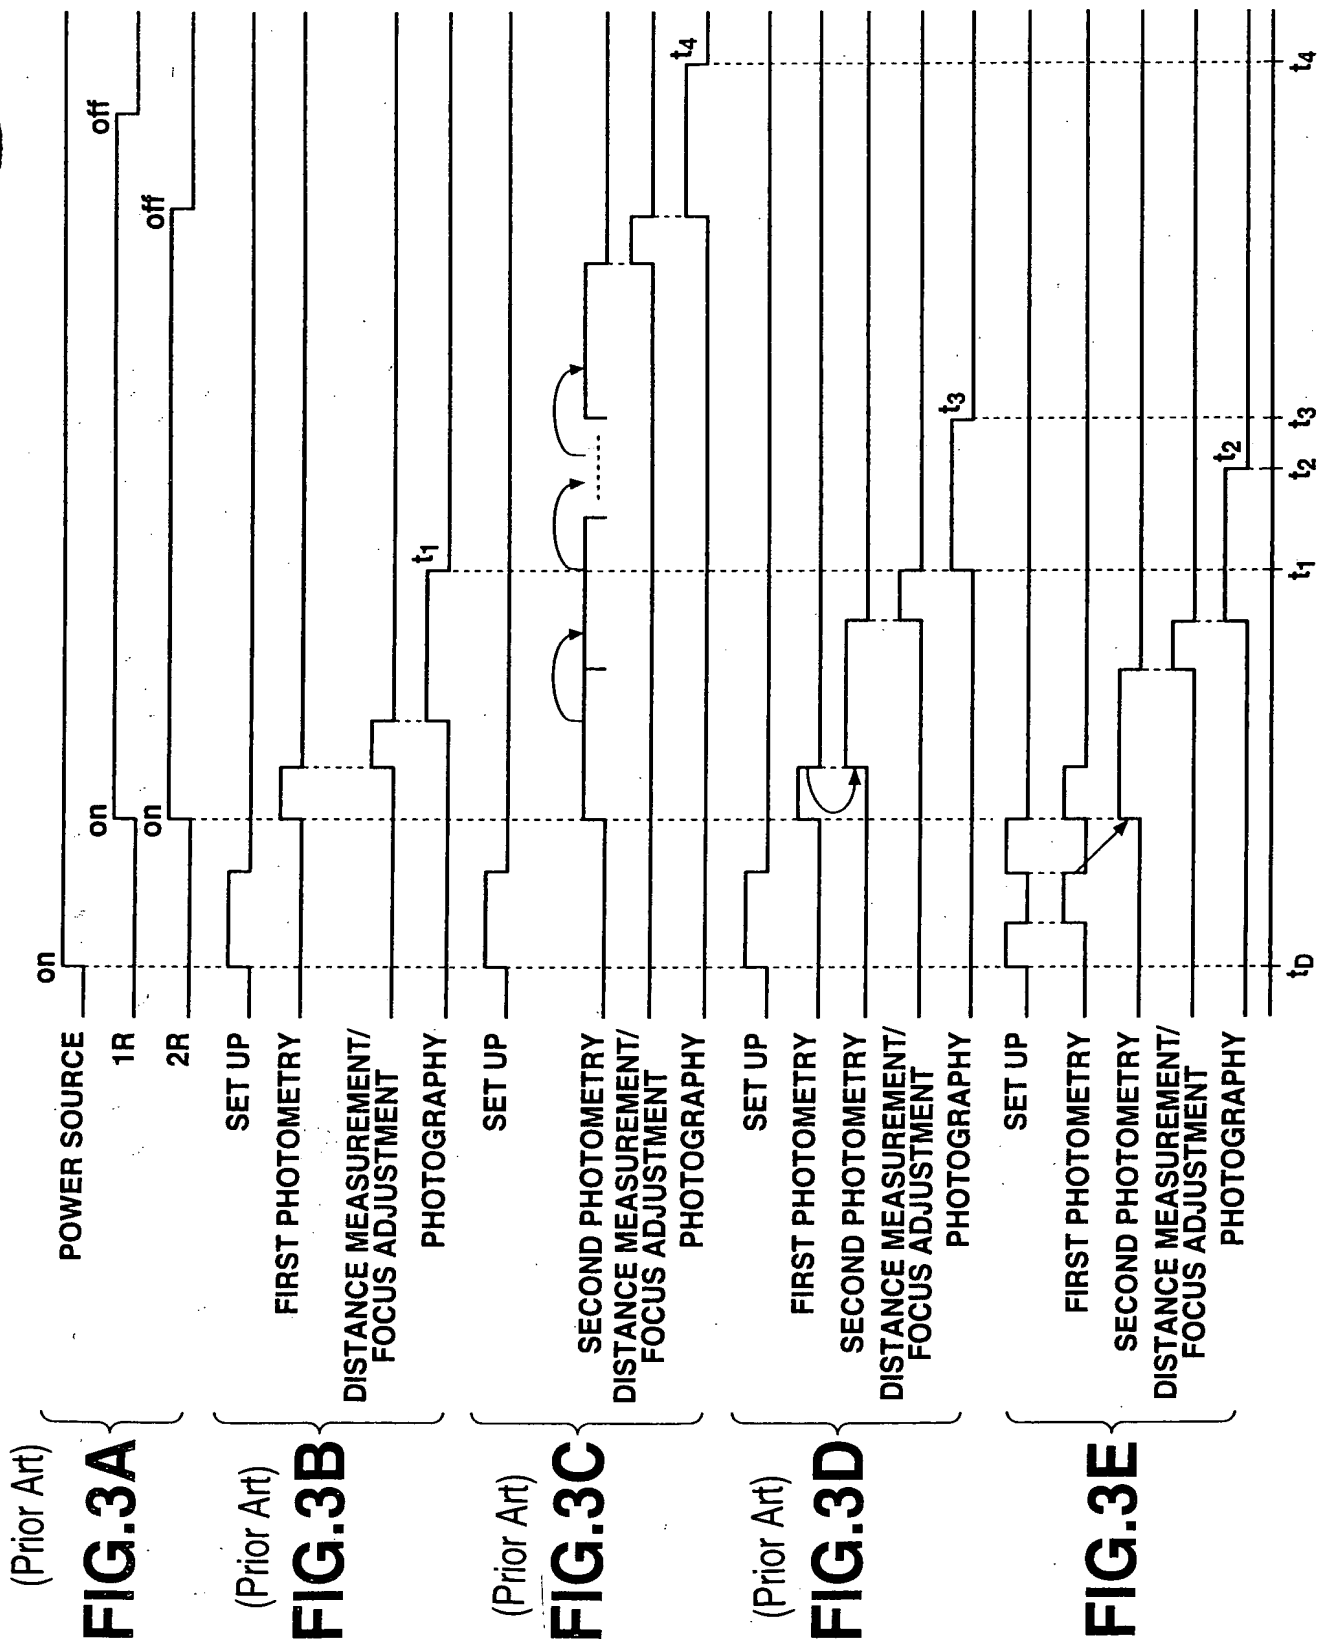 (Prior Art)
FIG.3A
POWER SOURCE
on
1R
on
off
2R
on
off
(Prior Art)
FIG.3B
SET UP
FIRST PHOTOMETRY
DISTANCE MEASUREMENT/
FOCUS ADJUSTMENT
PHOTOGRAPHY
t1
(Prior Art)
FIG.3C
SET UP
SECOND PHOTOMETRY
DISTANCE MEASUREMENT/
FOCUS ADJUSTMENT
PHOTOGRAPHY
t4
(Prior Art)
FIG.3D
SET UP
FIRST PHOTOMETRY
SECOND PHOTOMETRY
DISTANCE MEASUREMENT/
FOCUS ADJUSTMENT
PHOTOGRAPHY
t3
FIG.3E
SET UP
FIRST PHOTOMETRY
SECOND PHOTOMETRY
DISTANCE MEASUREMENT/
FOCUS ADJUSTMENT
PHOTOGRAPHY
t2
tD t1 t2 t3 t4